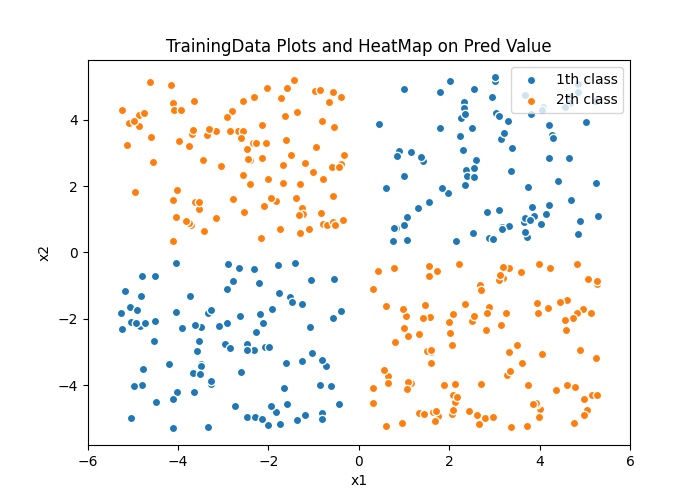 TrainingData Plots and HeatMap on Pred Value
1th class
2th class
x2
4
2
0
−2
−4
−6
−4
−2
0
2
4
6
x1